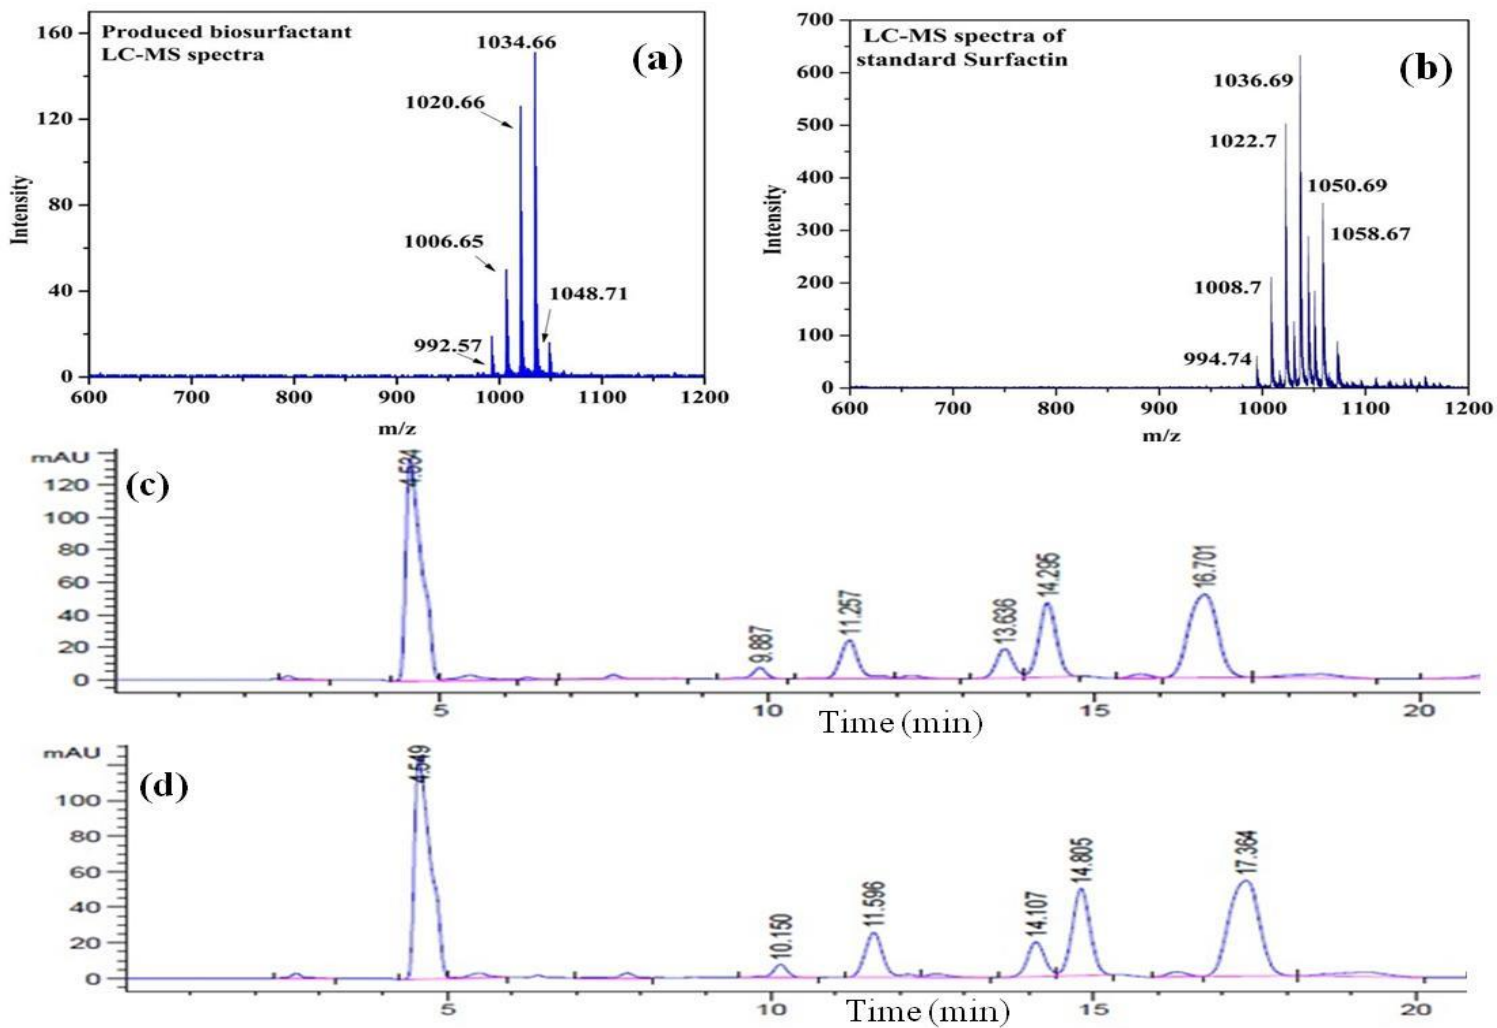 Produced biosurfactant
LC-MS spectra
(a)
1034.66
1020.66
1006.65
1048.71
992.57
160
120
80
40
0
Intensity
600 700 800 900 1000 1100 1200
m/z
LC-MS spectra of
standard Surfactin
(b)
1036.69
1022.7
1050.69
1058.67
1008.7
994.74
700
600
500
400
300
200
100
0
Intensity
600 700 800 900 1000 1100 1200
m/z
mAU
(c)
120
100
80
60
40
20
0
4.534
9.887
11.257
13.636
14.295
16.701
5 10 15 20
Time (min)
mAU
(d)
100
80
60
40
20
0
4.549
10.150
11.596
14.107
14.805
17.364
5 10 15 20
Time (min)